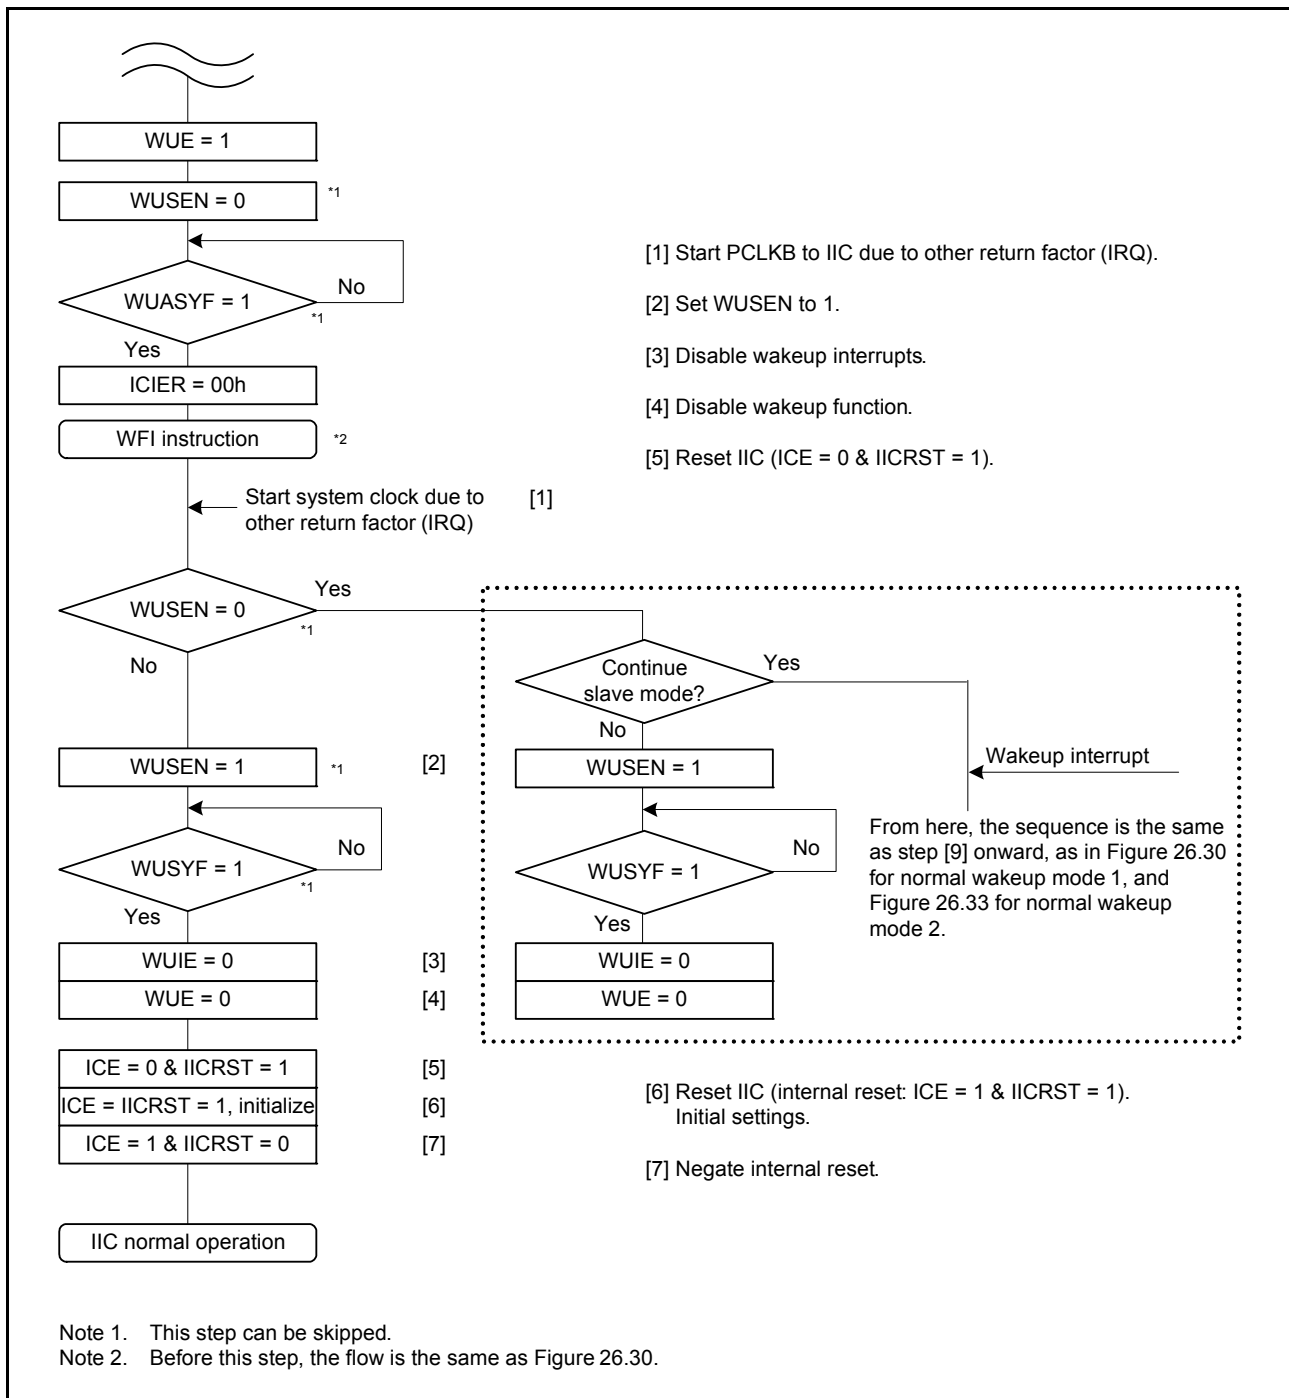 WUE = 1
WUSEN = 0 *1
WUASYF = 1 *1
No
Yes
ICIER = 00h
WFI instruction *2
Start system clock due to [1]
other return factor (IRQ)
[1] Start PCLKB to IIC due to other return factor (IRQ).
[2] Set WUSEN to 1.
[3] Disable wakeup interrupts.
[4] Disable wakeup function.
[5] Reset IIC (ICE = 0 & IICRST = 1).
WUSEN = 0 *1
Yes
No
WUSEN = 1 *1 [2]
WUSYF = 1 *1
No
Yes
WUIE = 0 [3]
WUE = 0 [4]
ICE = 0 & IICRST = 1 [5]
ICE = IICRST = 1, initialize [6]
ICE = 1 & IICRST = 0 [7]
IIC normal operation
Continue
slave mode?
Yes
No
WUSEN = 1
WUSYF = 1
No
Yes
WUIE = 0
WUE = 0
Wakeup interrupt
From here, the sequence is the same
as step [9] onward, as in Figure 26.30
for normal wakeup mode 1, and
Figure 26.33 for normal wakeup
mode 2.
[6] Reset IIC (internal reset: ICE = 1 & IICRST = 1).
Initial settings.
[7] Negate internal reset.
Note 1. This step can be skipped.
Note 2. Before this step, the flow is the same as Figure 26.30.